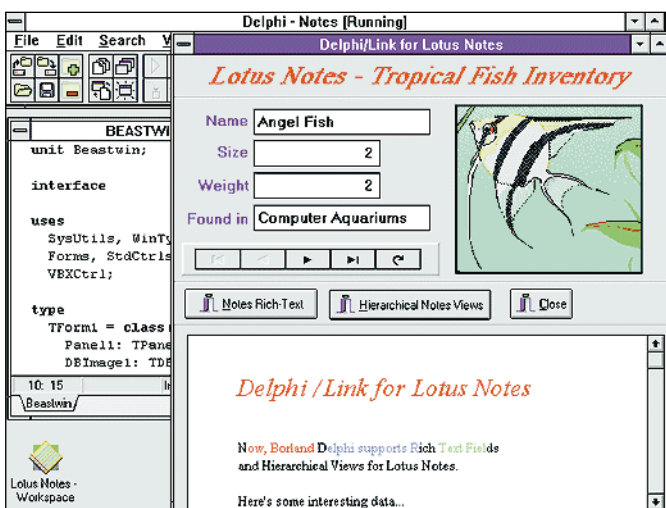 Delphi - Notes [Running]
File Edit Search
Delphi/Link for Lotus Notes
Lotus Notes - Tropical Fish Inventory
Name Angel Fish
Size 2
Weight 2
Found in Computer Aquariums
Notes Rich-Text
Hierarchical Notes Views
Close
BEASTWI
unit Beastwin;
interface
uses
SysUtils, WinTy
Forms, StdCtrls
VBXCtrl;
type
TForm1 = class
Panel1: TPane
DBImage1: TDB
10: 15
Beastwin
Lotus Notes -
Workspace
Delphi / Link for Lotus Notes
Now, Borland Delphi supports Rich Text Fields
and Hierarchical Views for Lotus Notes.
Here's some interesting data...